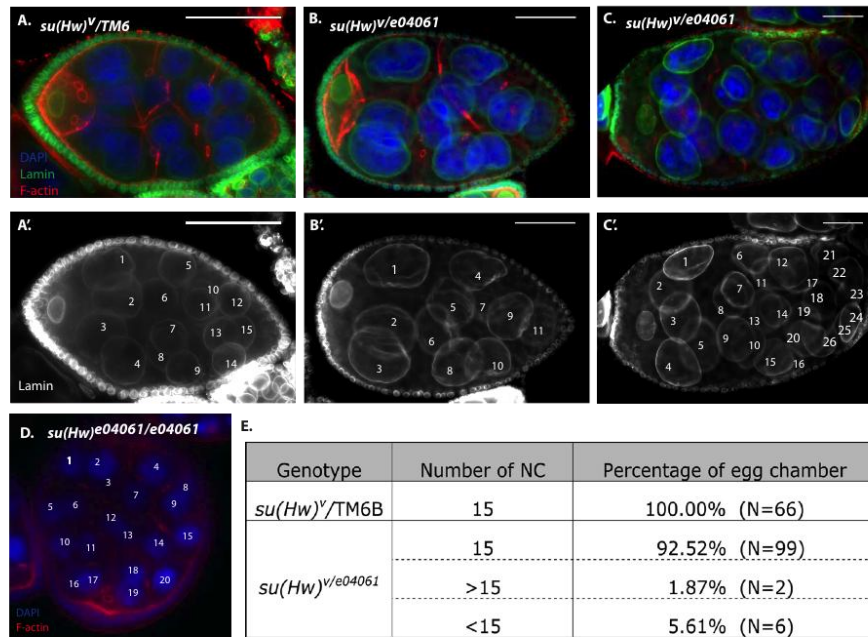 A. su(Hw)^v/TM6
DAPI
Lamin
F-actin
B. su(Hw)^v/e04061
C. su(Hw)^v/e04061
A'.
1 5 10 2 6 11 12 3 7 13 15 8 4 9 14
Lamin
B'.
1 4 5 7 2 9 6 11 3 8 10
C'.
1 6 12 21 22 2 11 17 7 18 23 3 8 14 19 24 13 25 5 9 10 20 26 4 15 16
D. su(Hw)^e04061/e04061
1 2 4 3 7 8 5 6 9 12 10 11 13 14 15 16 17 18 20 19
DAPI
F-actin
E.
Genotype Number of NC Percentage of egg chamber
su(Hw)^v/TM6B 15 100.00% (N=66)
su(Hw)^v/e04061 15 92.52% (N=99)
>15 1.87% (N=2)
<15 5.61% (N=6)